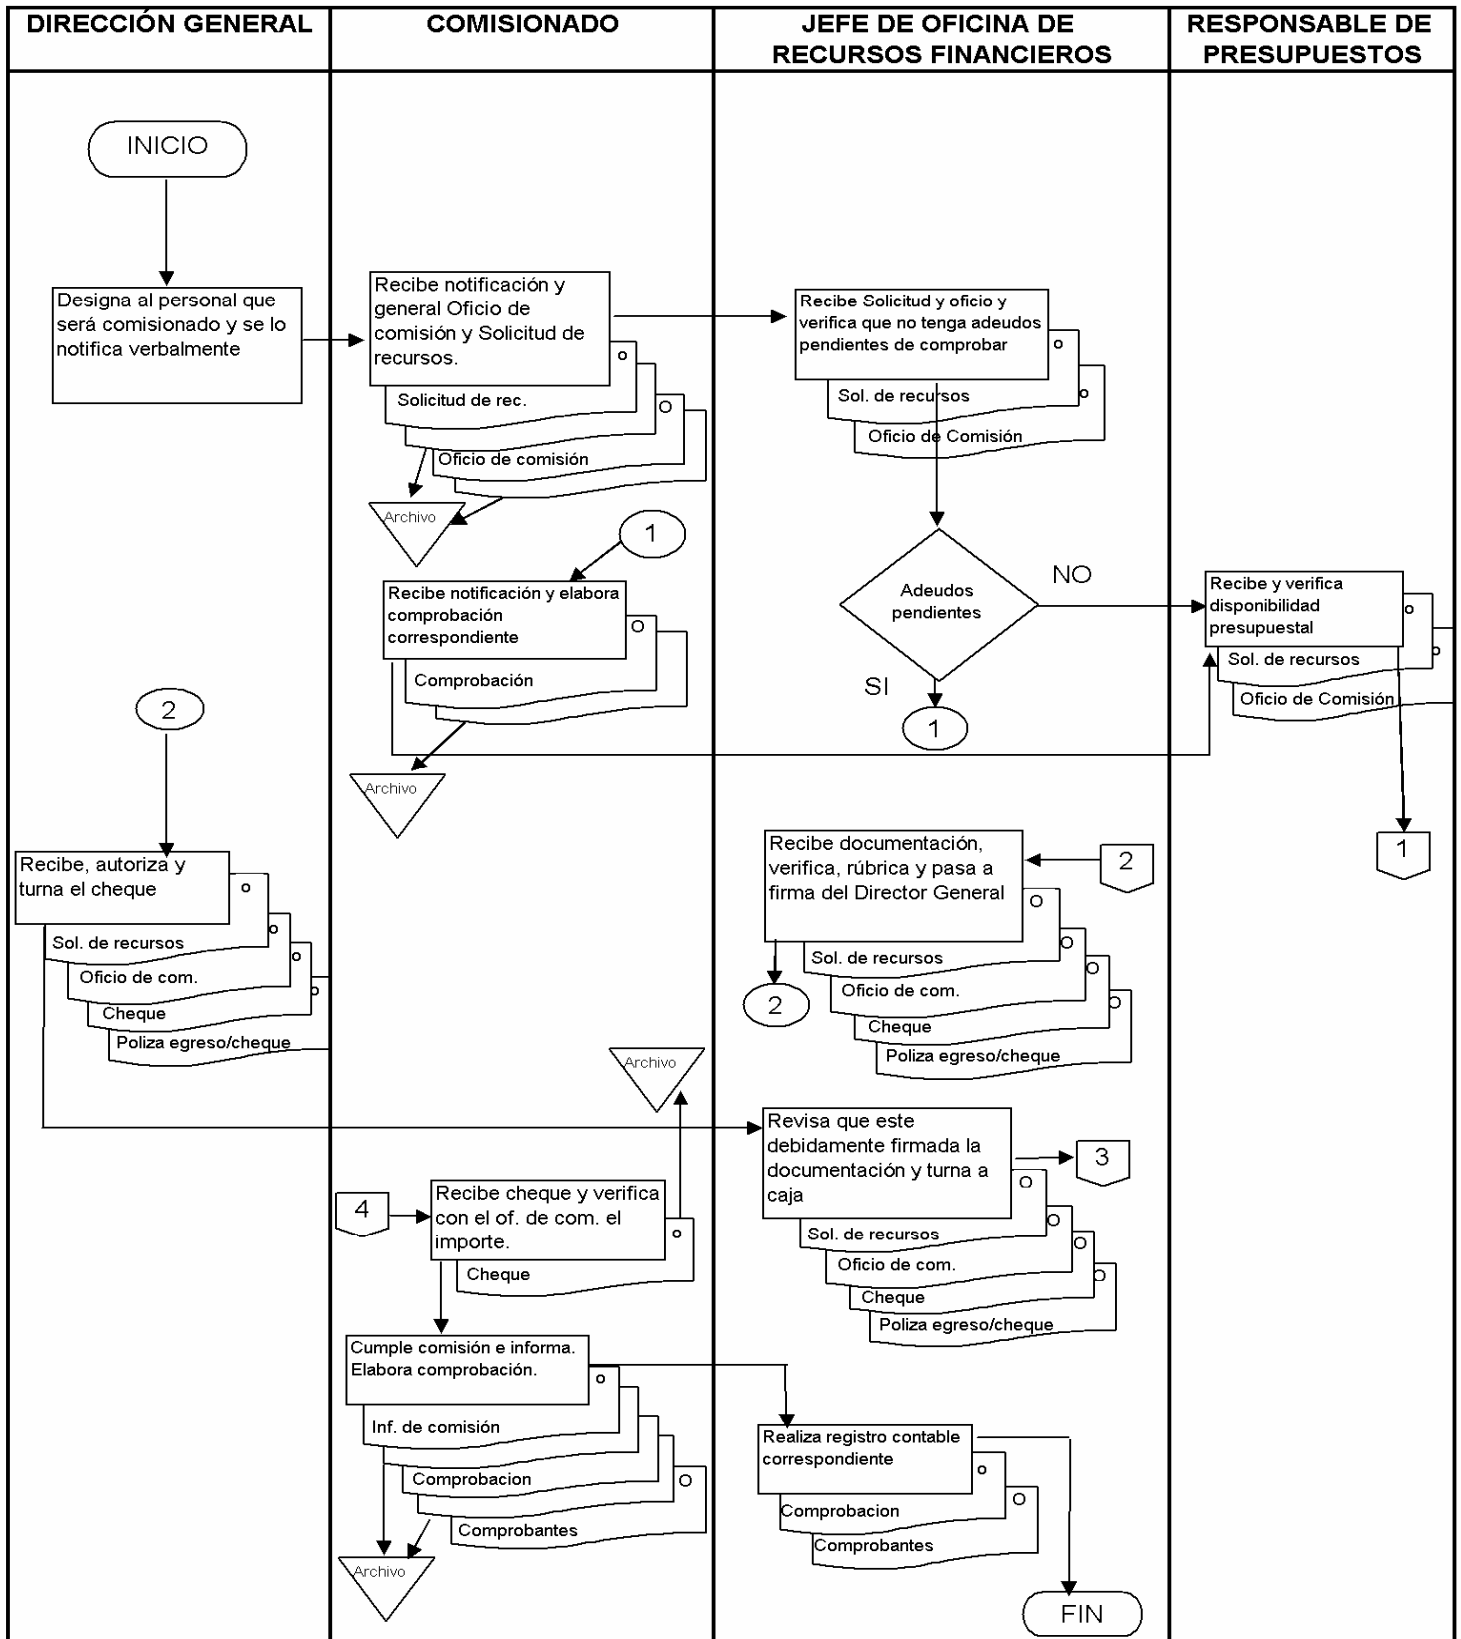 DIRECCIÓN GENERAL
COMISIONADO
JEFE DE OFICINA DE
RECURSOS FINANCIEROS
RESPONSABLE DE
PRESUPUESTOS
INICIO
Designa al personal que
será comisionado y se lo
notifica verbalmente
Recibe notificación y
general Oficio de
comisión y Solicitud de
recursos.
O
Solicitud de rec.
O
Oficio de comisión
Archivo
Recibe Solicitud y oficio y
verifica que no tenga adeudos
pendientes de comprobar
O
Sol. de recursos
O
Oficio de Comisión
Adeudos
pendientes
NO
SI
1
Recibe y verifica
disponibilidad
presupuestal
O
Sol. de recursos
O
Oficio de Comisión
1
1
Recibe notificación y elabora
comprobación
correspondiente
O
Comprobación
Archivo
2
Recibe, autoriza y
turna el cheque
O
Sol. de recursos
O
Oficio de com.
O
Cheque
O
Poliza egreso/cheque
2
Recibe documentación,
verifica, rúbrica y pasa a
firma del Director General
O
Sol. de recursos
O
Oficio de com.
O
Cheque
O
Poliza egreso/cheque
2
Archivo
Revisa que este
debidamente firmada la
documentación y turna a
caja
3
O
Sol. de recursos
O
Oficio de com.
O
Cheque
O
Poliza egreso/cheque
4
Recibe cheque y verifica
con el of. de com. el
importe.
O
Cheque
Cumple comisión e informa.
Elabora comprobación.
O
Inf. de comisión
Comprobacion
O
Comprobantes
Archivo
Realiza registro contable
correspondiente
O
Comprobacion
O
Comprobantes
FIN